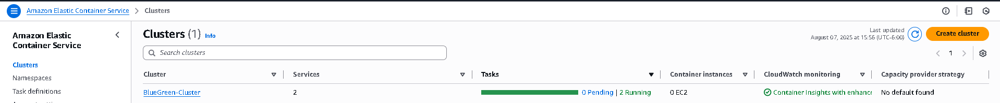 Amazon Elastic Container Service > Clusters
Amazon Elastic
Container Service
Clusters
Namespaces
Task definitions
Clusters (1) Info
Last updated
August 07, 2025 at 15:56 (UTC-6:00)
Create cluster
Search clusters
1
Cluster Services Tasks Container instances CloudWatch monitoring Capacity provider strategy
BlueGreen-Cluster 2 0 Pending | 2 Running 0 EC2 Container Insights with enhance No default found